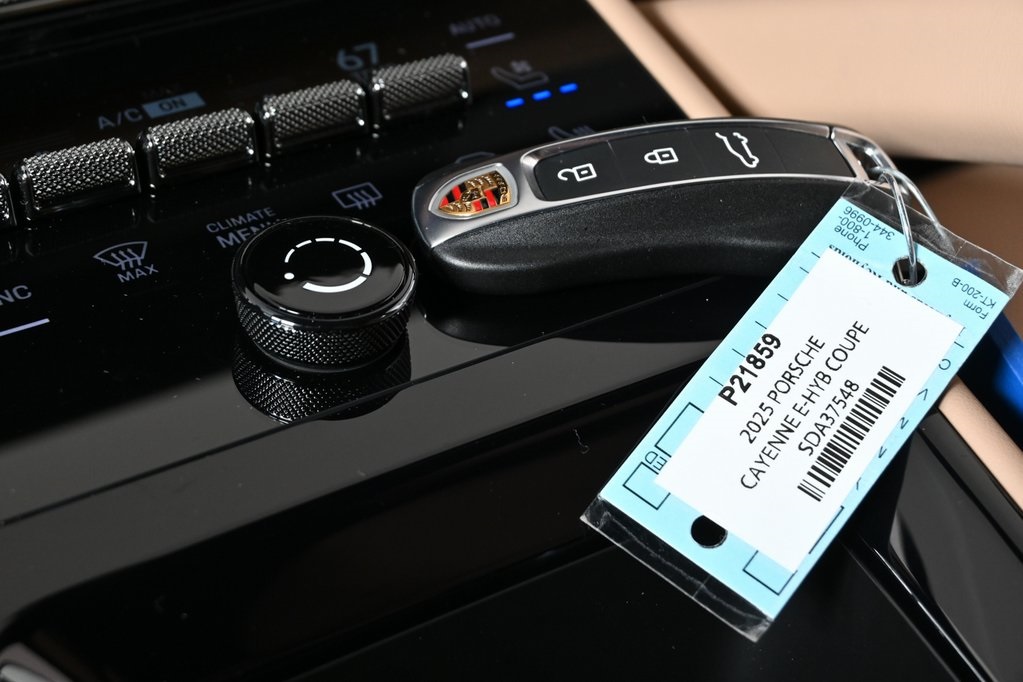 AUTO
67
A/C ON
CLIMATE
MENU
MAX
NC
Phone
1-800-
344-0996
Form
KT-200-B
P21859
2025 PORSCHE
CAYENNE E-HYB COUPE
SDA37548